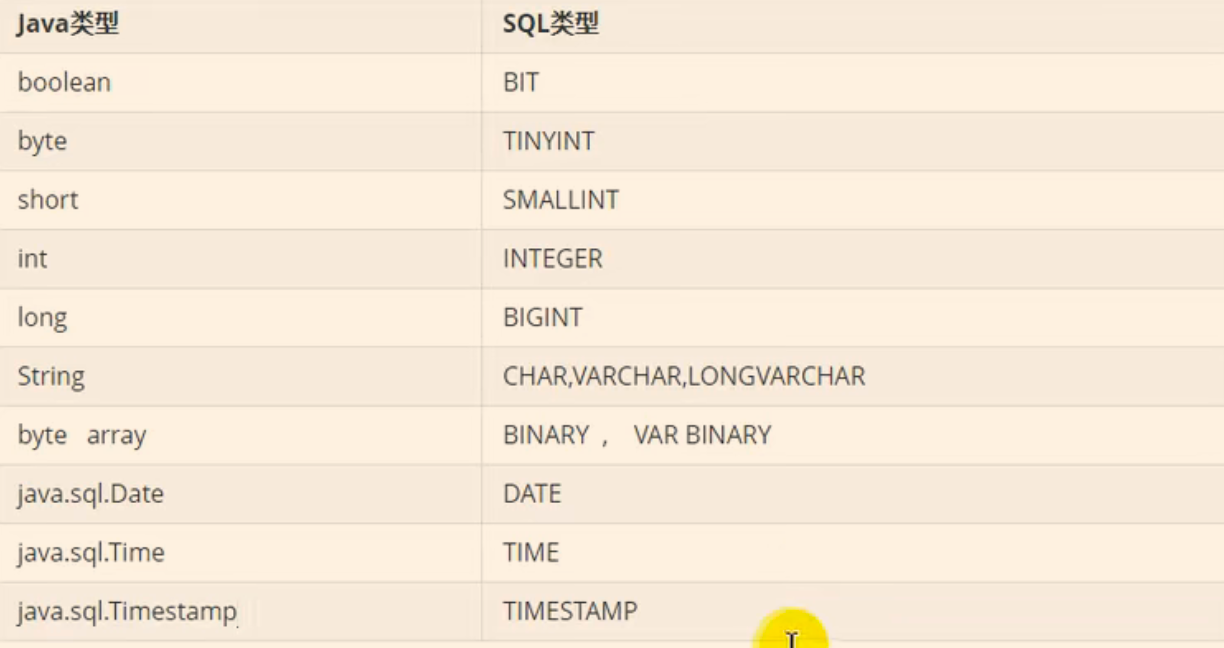 Java类型 SQL类型
boolean BIT
byte TINYINT
short SMALLINT
int INTEGER
long BIGINT
String CHAR,VARCHAR,LONGVARCHAR
byte array BINARY ， VAR BINARY
java.sql.Date DATE
java.sql.Time TIME
java.sql.Timestamp TIMESTAMP